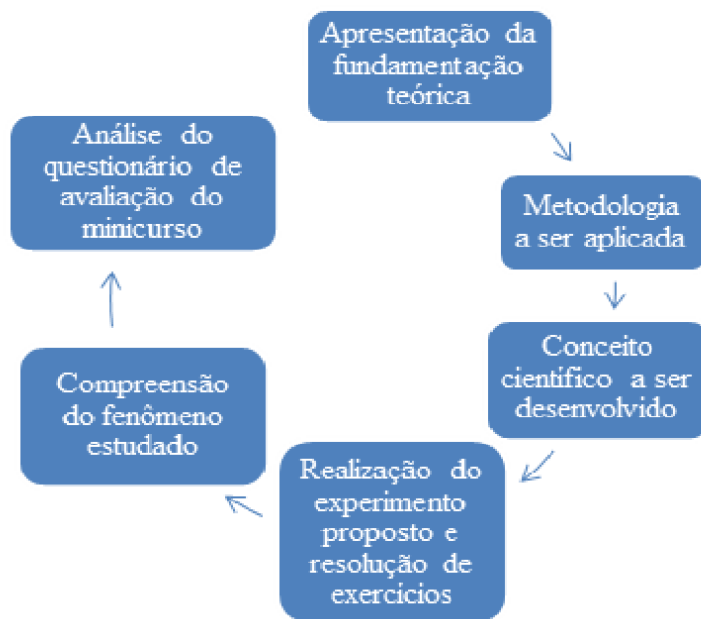 Apresentação da
fundamentação
teórica
Metodologia
a ser aplicada
Conceito
científico a ser
desenvolvido
Realização do
experimento
proposto e
resolução de
exercícios
Compreensão
do fenômeno
estudado
Análise do
questionário de
avaliação do
minicurso